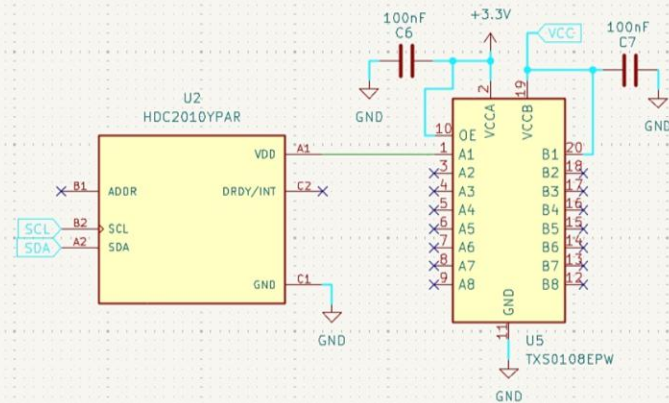 100nF
C6
+3.3V
VCC
100nF
C7
GND
GND
U2
HDC2010YPAR
VDD
A1
B1
ADDR
DRDY/INT
C2
SCL
B2
SCL
SDA
A2
SDA
GND
C1
GND
2
VCCA
19
VCCB
10
OE
1
A1
B1
20
3
A2
B2
18
4
A3
B3
17
5
A4
B4
16
6
A5
B5
15
7
A6
B6
14
8
A7
B7
13
9
A8
B8
12
GND
11
U5
TXS0108EPW
GND